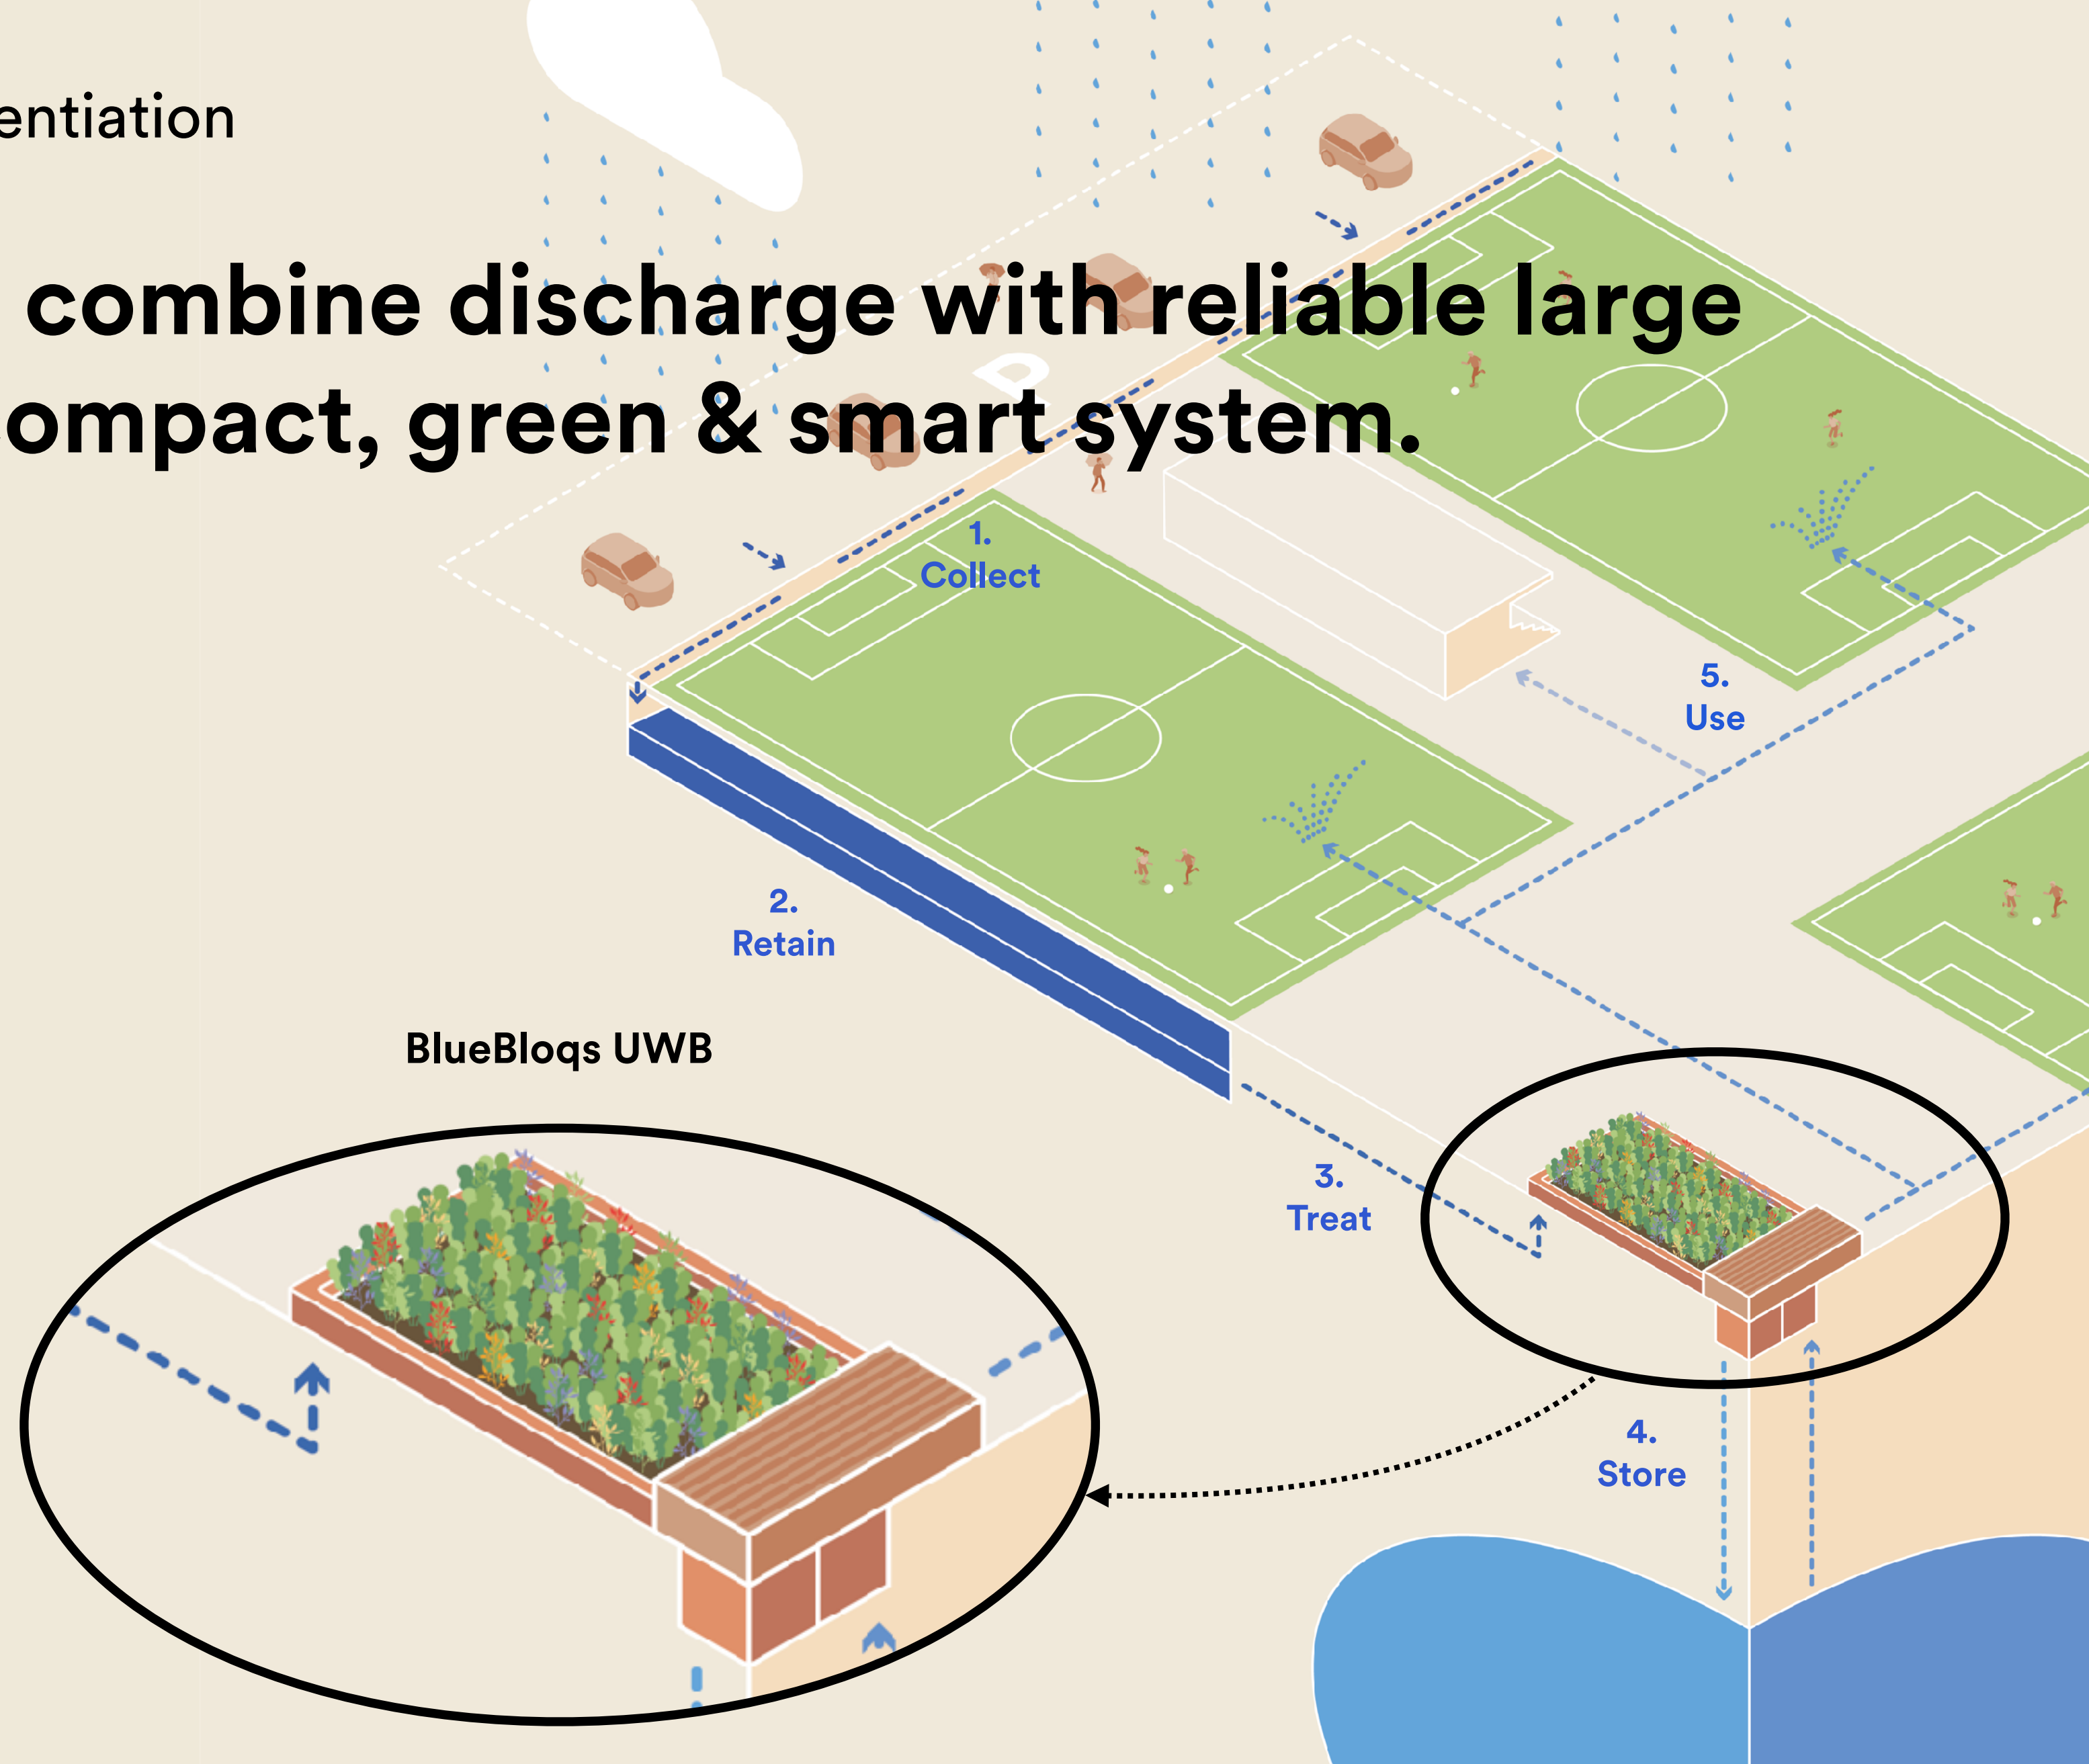 entiation
combine discharge with reliable large
ompact, green & smart system.
P
1.
Collect
5.
Use
2.
Retain
BlueBloqs UWB
3.
Treat
4.
Store